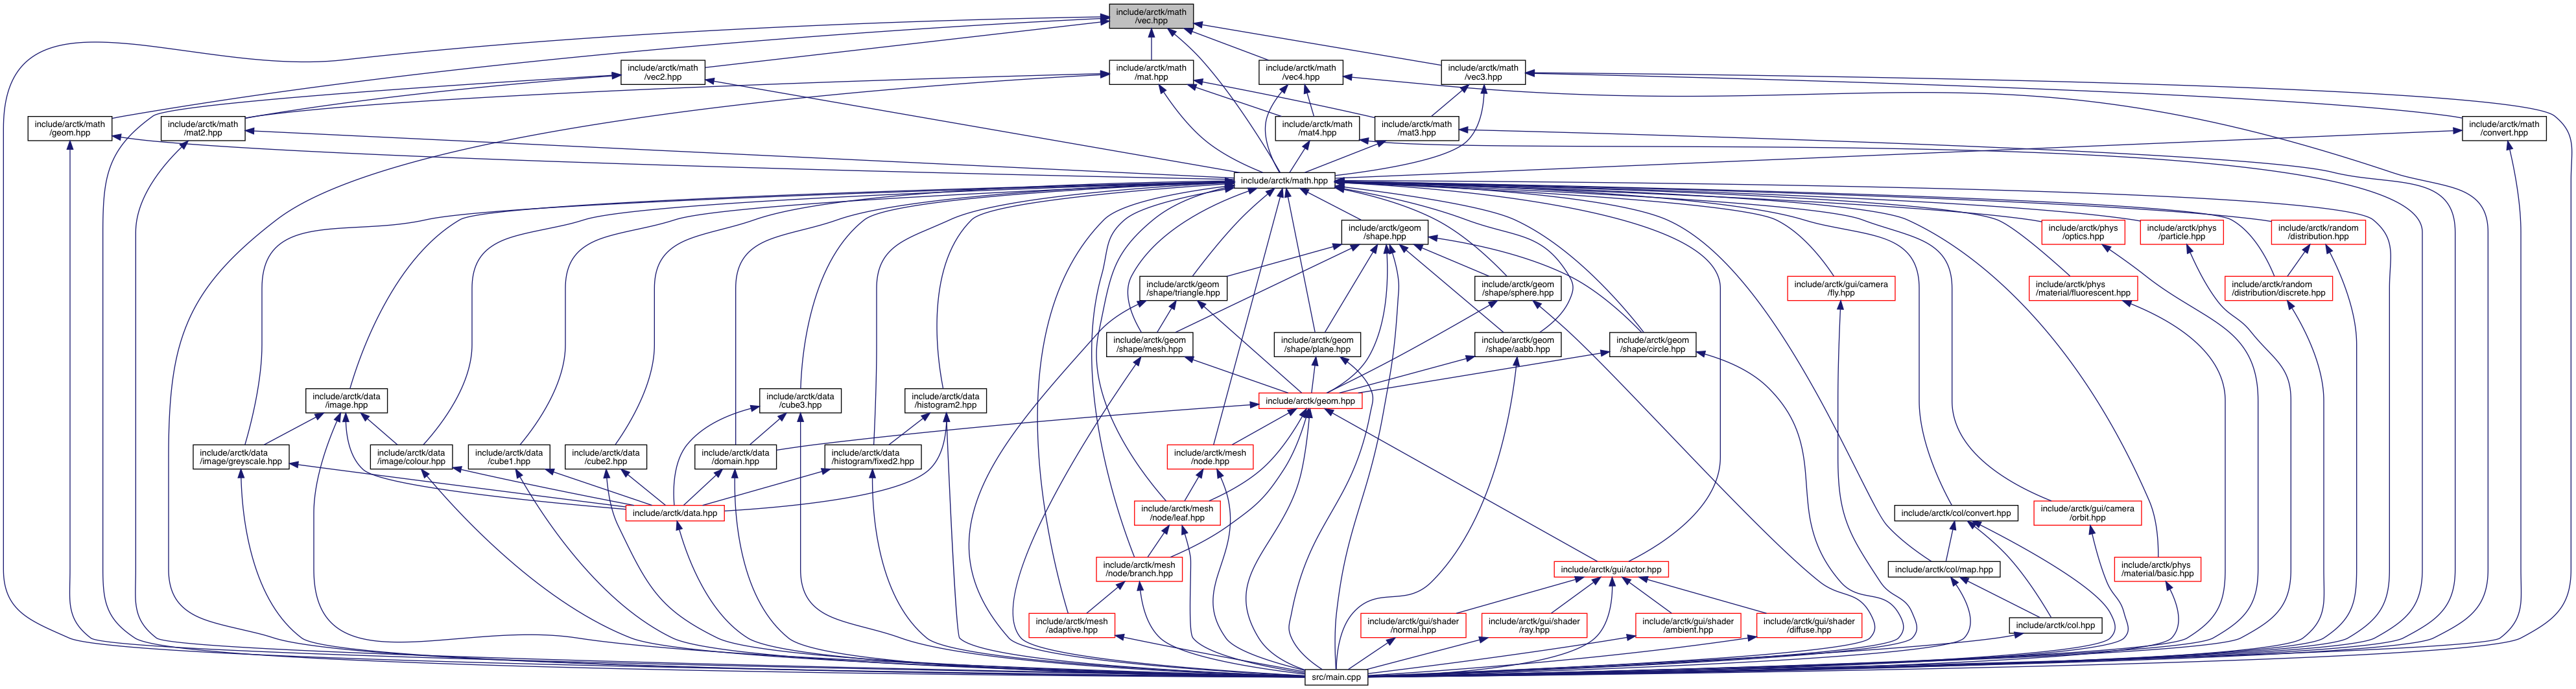 include/arctk/math
/vec.hpp
include/arctk/math
/vec2.hpp
include/arctk/math
/mat.hpp
include/arctk/math
/vec4.hpp
include/arctk/math
/vec3.hpp
include/arctk/math
/geom.hpp
include/arctk/math
/mat2.hpp
include/arctk/math
/mat4.hpp
include/arctk/math
/mat3.hpp
include/arctk/math
/convert.hpp
include/arctk/math.hpp
include/arctk/geom
/shape.hpp
include/arctk/phys
/optics.hpp
include/arctk/phys
/particle.hpp
include/arctk/random
/distribution.hpp
include/arctk/geom
/shape/triangle.hpp
include/arctk/geom
/shape/sphere.hpp
include/arctk/gui/camera
/fly.hpp
include/arctk/phys
/material/fluorescent.hpp
include/arctk/random
/distribution/discrete.hpp
include/arctk/geom
/shape/mesh.hpp
include/arctk/geom
/shape/plane.hpp
include/arctk/geom
/shape/aabb.hpp
include/arctk/geom
/shape/circle.hpp
include/arctk/data
/image.hpp
include/arctk/data
/cube3.hpp
include/arctk/data
/histogram2.hpp
include/arctk/geom.hpp
include/arctk/data
/image/greyscale.hpp
include/arctk/data
/image/colour.hpp
include/arctk/data
/cube1.hpp
include/arctk/data
/cube2.hpp
include/arctk/data
/domain.hpp
include/arctk/data
/histogram/fixed2.hpp
include/arctk/mesh
/node.hpp
include/arctk/data.hpp
include/arctk/mesh
/node/leaf.hpp
include/arctk/col/convert.hpp
include/arctk/gui/camera
/orbit.hpp
include/arctk/mesh
/node/branch.hpp
include/arctk/gui/actor.hpp
include/arctk/col/map.hpp
include/arctk/phys
/material/basic.hpp
include/arctk/mesh
/adaptive.hpp
include/arctk/gui/shader
/normal.hpp
include/arctk/gui/shader
/ray.hpp
include/arctk/gui/shader
/ambient.hpp
include/arctk/gui/shader
/diffuse.hpp
include/arctk/col.hpp
src/main.cpp